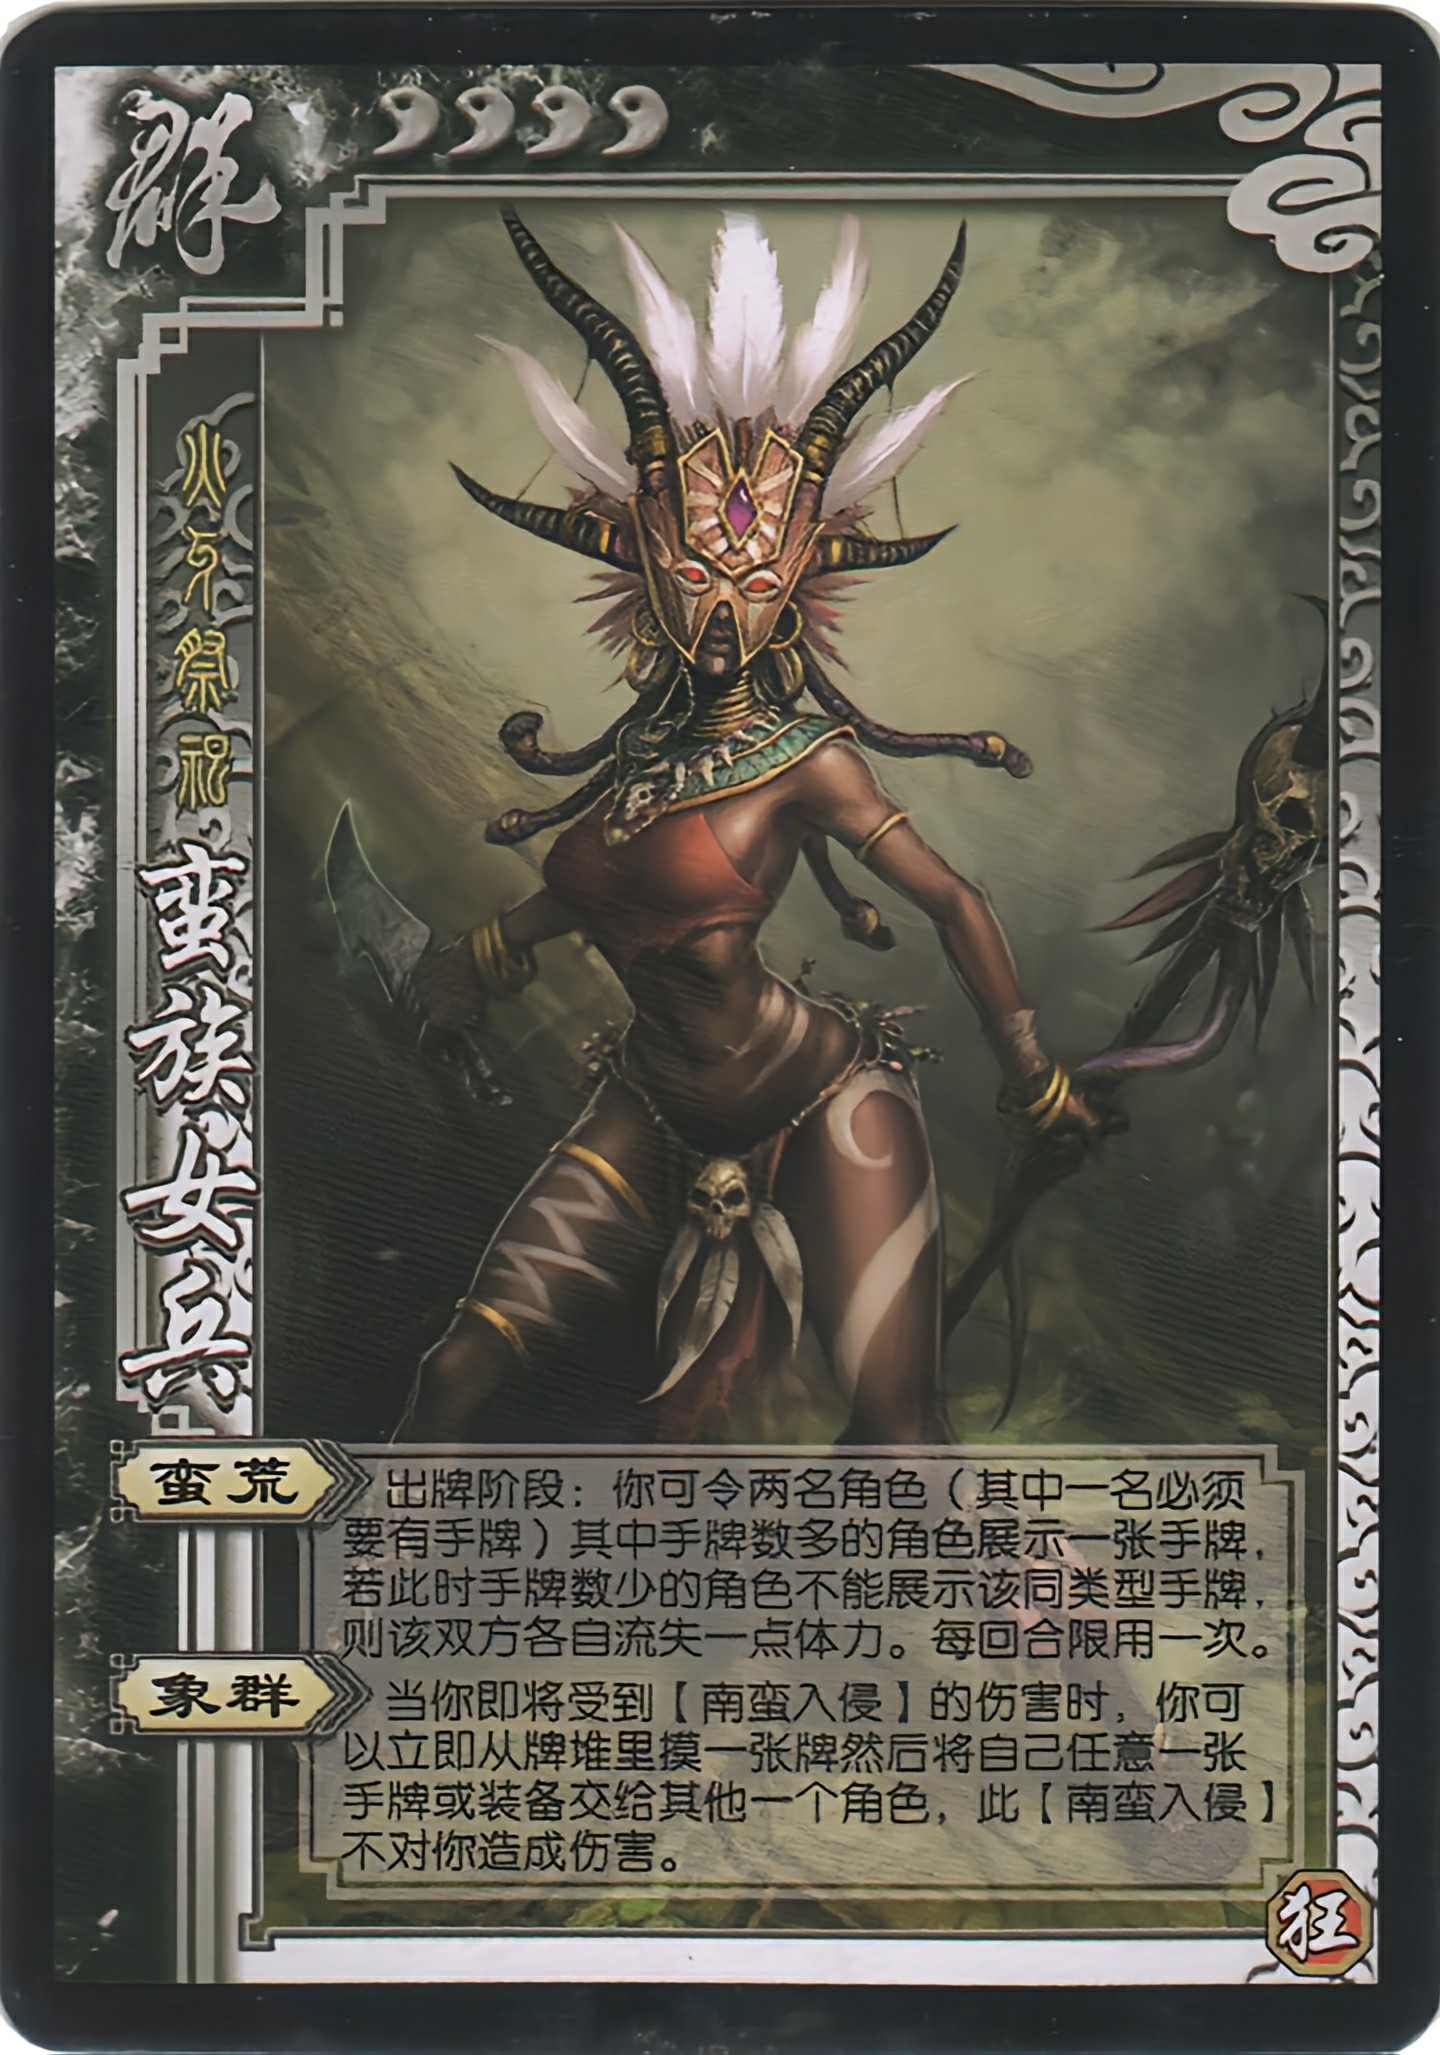 群
火引祭祝
蛮族女兵
蛮荒
出牌阶段：你可令两名角色（其中一名必须
要有手牌）其中手牌数多的角色展示一张手牌，
若此时手牌数少的角色不能展示该同类型手牌，
则该双方各自流失一点体力。每回合限用一次。
象群
当你即将受到【南蛮入侵】的伤害时，你可
以立即从牌堆里摸一张牌然后将自己任意一张
手牌或装备交给其他一个角色，此【南蛮入侵】
不对你造成伤害。
狂